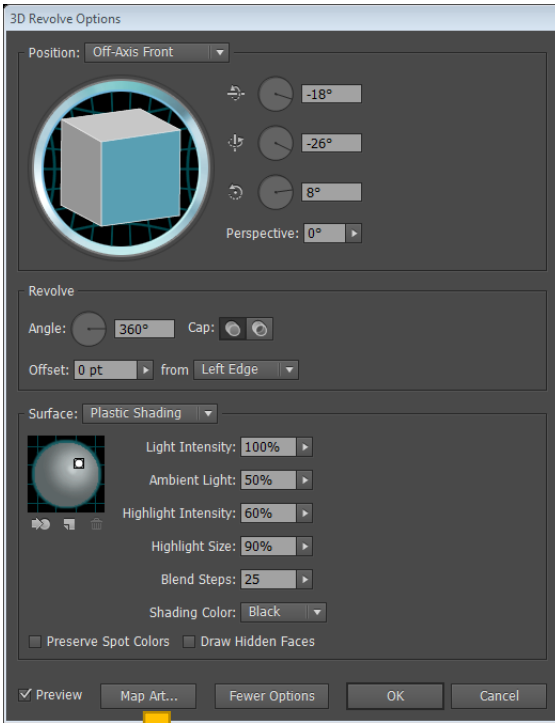 3D Revolve Options
Position: Off-Axis Front
-18°
-26°
8°
Perspective: 0°
Revolve
Angle: 360° Cap:
Offset: 0 pt from Left Edge
Surface: Plastic Shading
Light Intensity: 100%
Ambient Light: 50%
Highlight Intensity: 60%
Highlight Size: 90%
Blend Steps: 25
Shading Color: Black
Preserve Spot Colors Draw Hidden Faces
Preview Map Art... Fewer Options OK Cancel